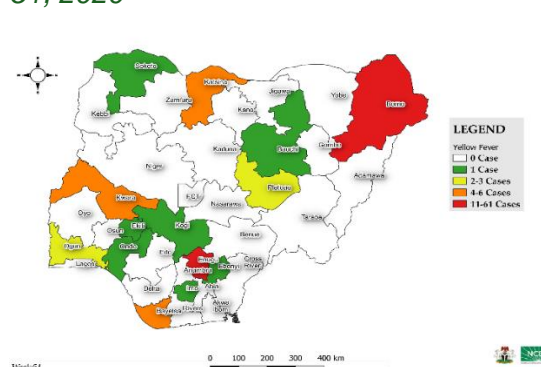 31, 2020
Sokoto
Katsina
Jigawa
Yobe
Borno
Zamfara
Kano
Kebbi
Kaduna
Bauchi
Gombe
Adamawa
Niger
Plateau
Kwara
FCT
Nasarawa
Taraba
Oyo
Osun
Ekiti
Kogi
Benue
Ogun
Ondo
Edo
Enugu
Ebonyi
Cross
River
Lagos
Anambra
Delta
Imo
Abia
Akwa
Ibom
Bayelsa
Rivers
LEGEND
Yellow Fever
0 Case
1 Case
2-3 Cases
4-6 Cases
11-61 Cases
0 100 200 300 400 km